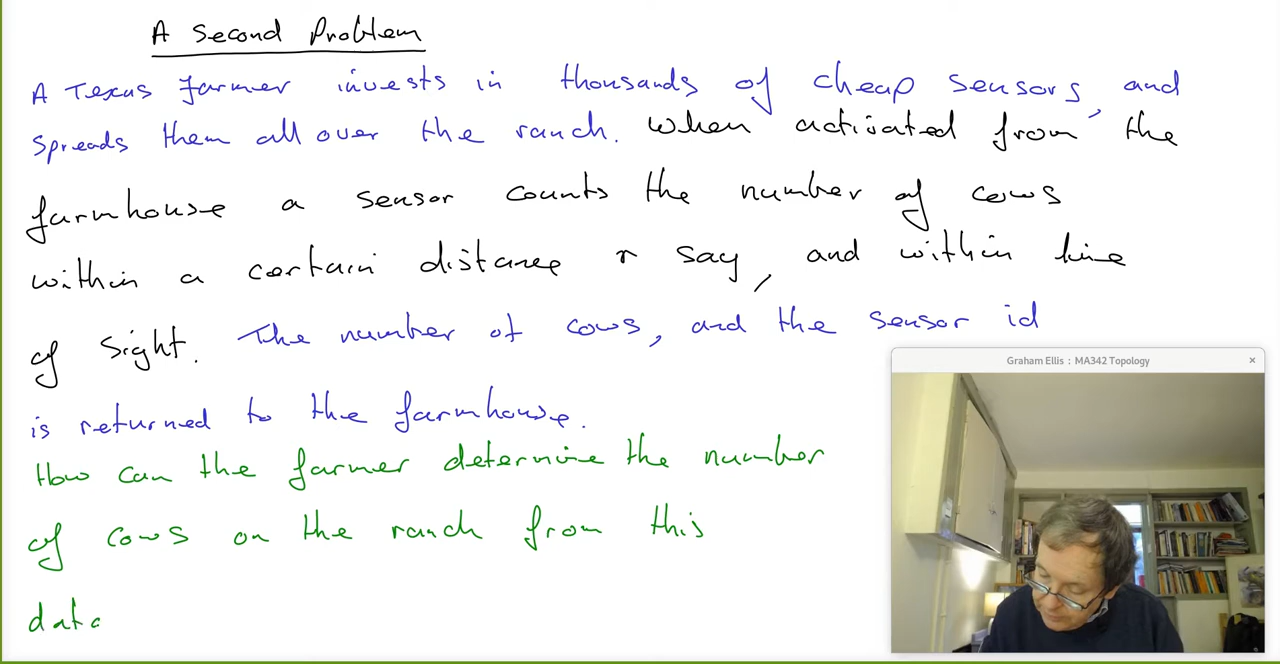 A Second Problem
A Texas farmer invests in thousands of cheap sensors, and
spreads them all over the ranch. When activated from the
farmhouse a sensor counts the number of cows
within a certain distance r say, and within line
of sight. The number of cows, and the sensor id
is returned to the farmhouse.
How can the farmer determine the number
of cows on the ranch from this
data
Graham Ellis : MA342 Topology